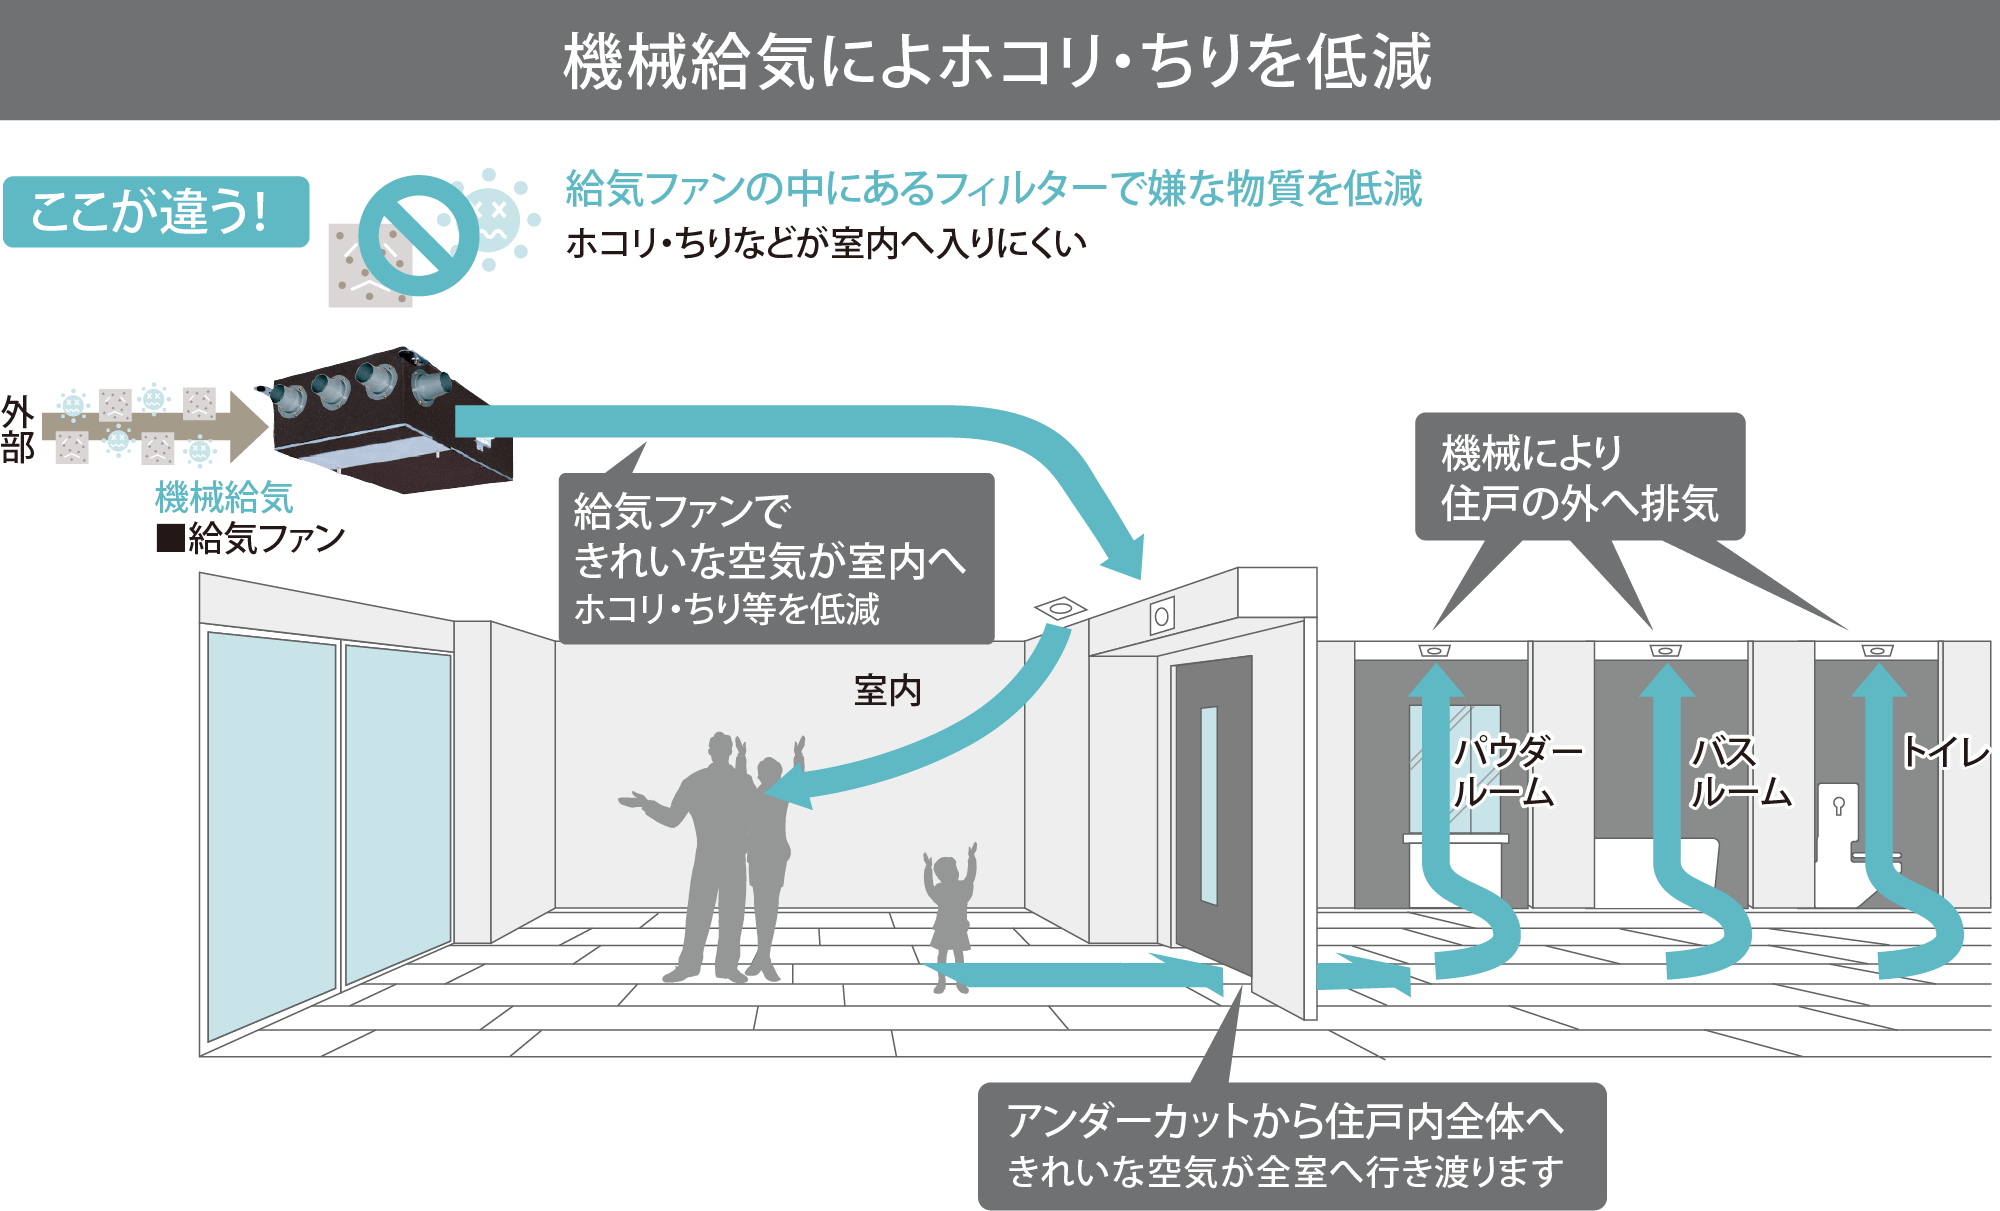 機械給気によホコリ・ちりを低減
ここが違う!
給気ファンの中にあるフィルターで嫌な物質を低減
ホコリ・ちりなどが室内へ入りにくい
外部
機械給気
■給気ファン
給気ファンで
きれいな空気が室内へ
ホコリ・ちり等を低減
機械により
住戸の外へ排気
室内
パウダー
ルーム
バス
ルーム
トイレ
アンダーカットから住戸内全体へ
きれいな空気が全室へ行き渡ります